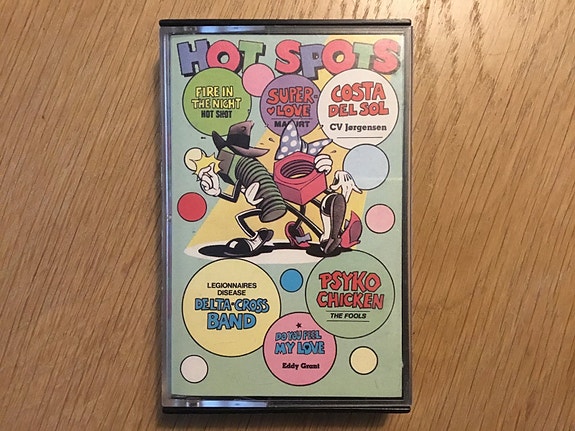 HOT SPOTS
FIRE IN
THE NIGHT
HOT SHOT
SUPER-
LOVE
COSTA
DEL SOL
CV Jørgensen
LEGIONNAIRES
DISEASE
DELTA-CROSS
BAND
PSYKO
CHICKEN
THE FOOLS
DO YOU FEEL
MY LOVE
Eddy Grant